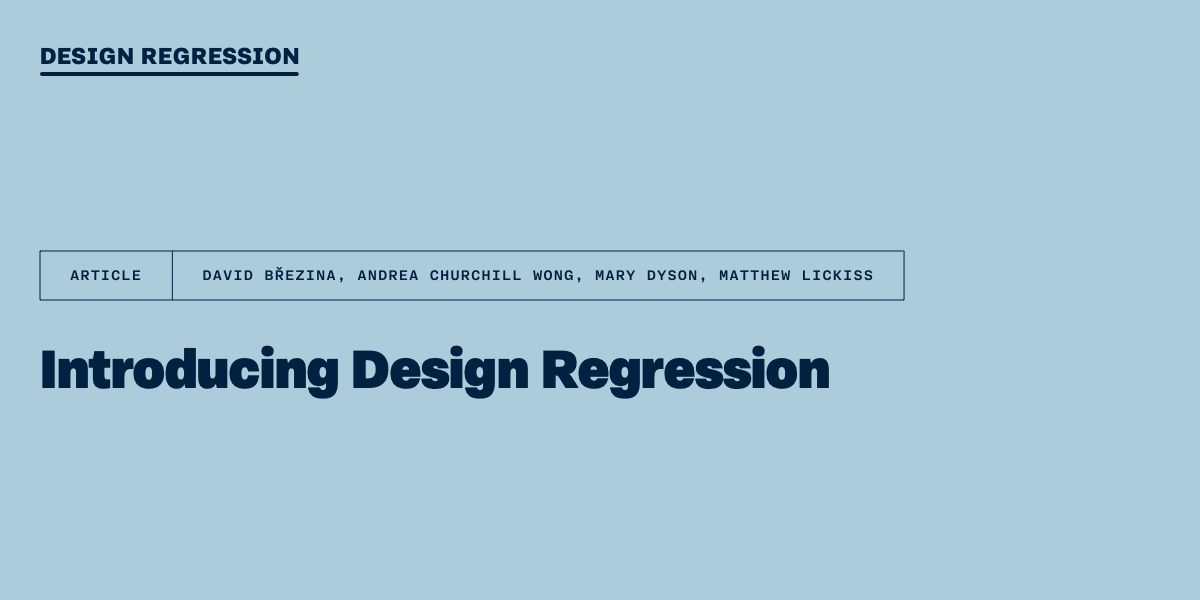 DESIGN REGRESSION
ARTICLE DAVID BŘEZINA, ANDREA CHURCHILL WONG, MARY DYSON, MATTHEW LICKISS
Introducing Design Regression